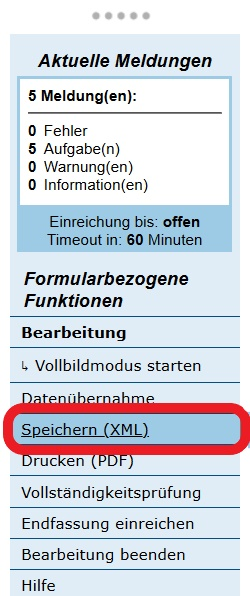 Aktuelle Meldungen
5 Meldung(en):
0 Fehler
5 Aufgabe(n)
0 Warnung(en)
0 Information(en)
Einreichung bis: offen
Timeout in: 60 Minuten
Formularbezogene
Funktionen
Bearbeitung
↳ Vollbildmodus starten
Datenübernahme
Speichern (XML)
Drucken (PDF)
Vollständigkeitsprüfung
Endfassung einreichen
Bearbeitung beenden
Hilfe